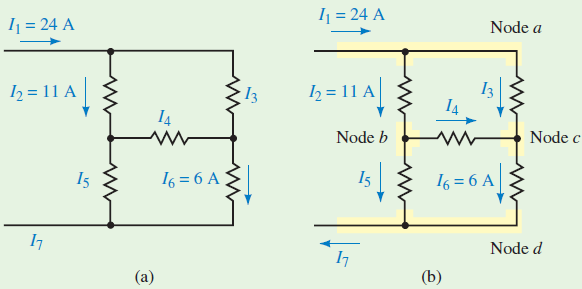 I₁ = 24 A
I₂ = 11 A
I₃
I₄
I₅
I₆ = 6 A
I₇
(a)
I₁ = 24 A
Node a
I₂ = 11 A
I₃
I₄
Node b
Node c
I₅
I₆ = 6 A
I₇
Node d
(b)